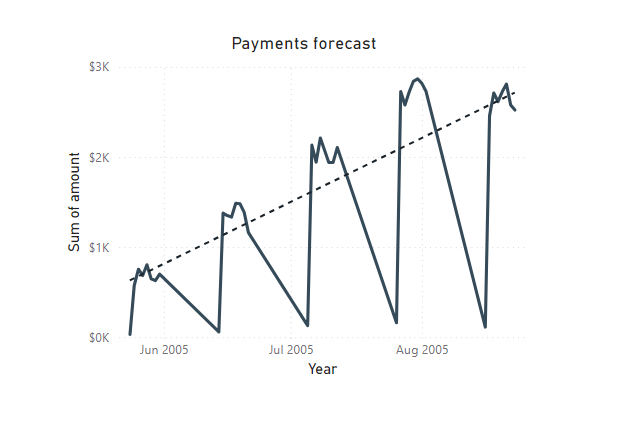 Payments forecast
$3K
$2K
$1K
$0K
Sum of amount
Jun 2005
Jul 2005
Aug 2005
Year